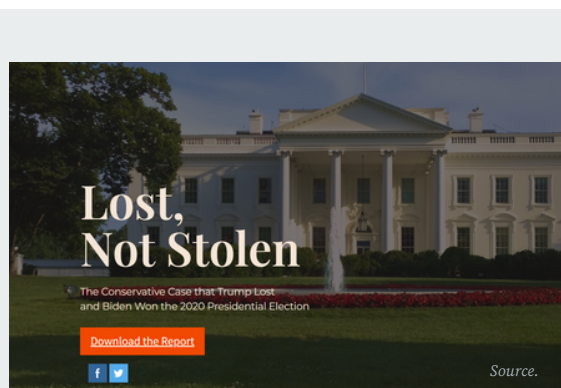 Lost,
Not Stolen
The Conservative Case that Trump Lost
and Biden Won the 2020 Presidential Election
Download the Report
f
Source.